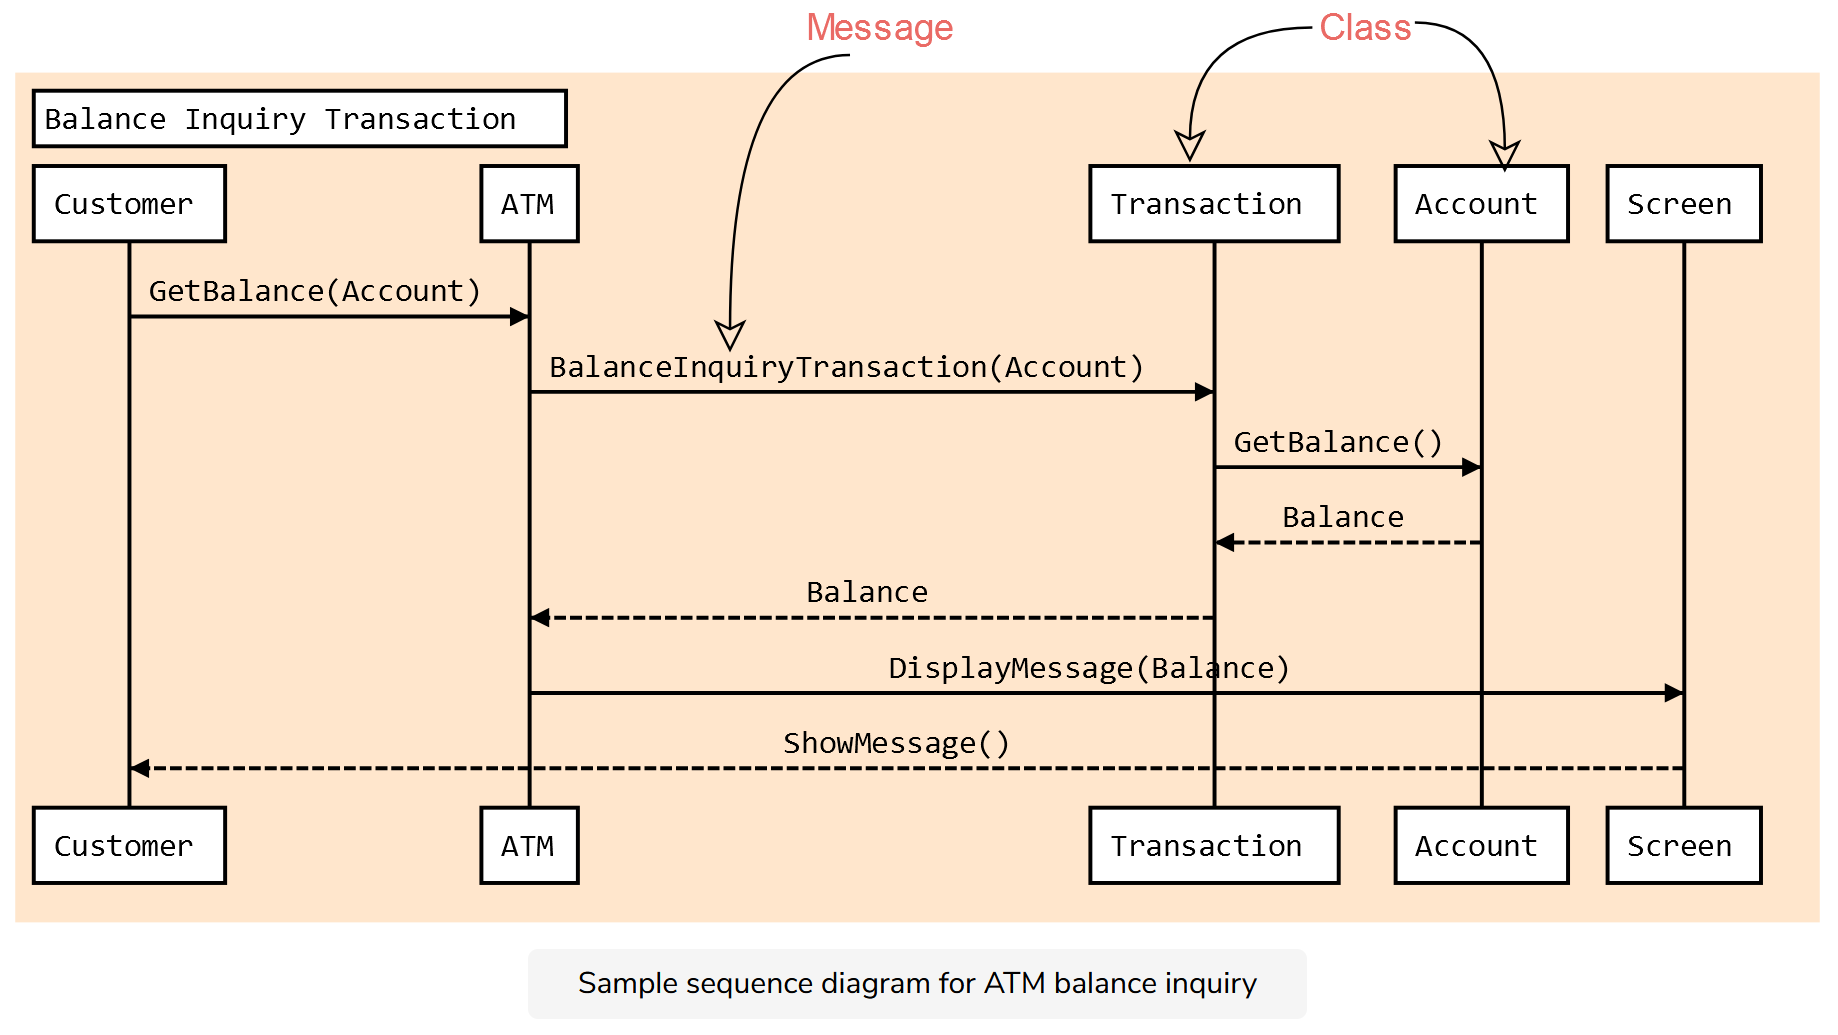 Message
Class
Balance Inquiry Transaction
Customer
ATM
Transaction
Account
Screen
GetBalance(Account)
BalanceInquiryTransaction(Account)
GetBalance()
Balance
Balance
DisplayMessage(Balance)
ShowMessage()
Customer
ATM
Transaction
Account
Screen
Sample sequence diagram for ATM balance inquiry